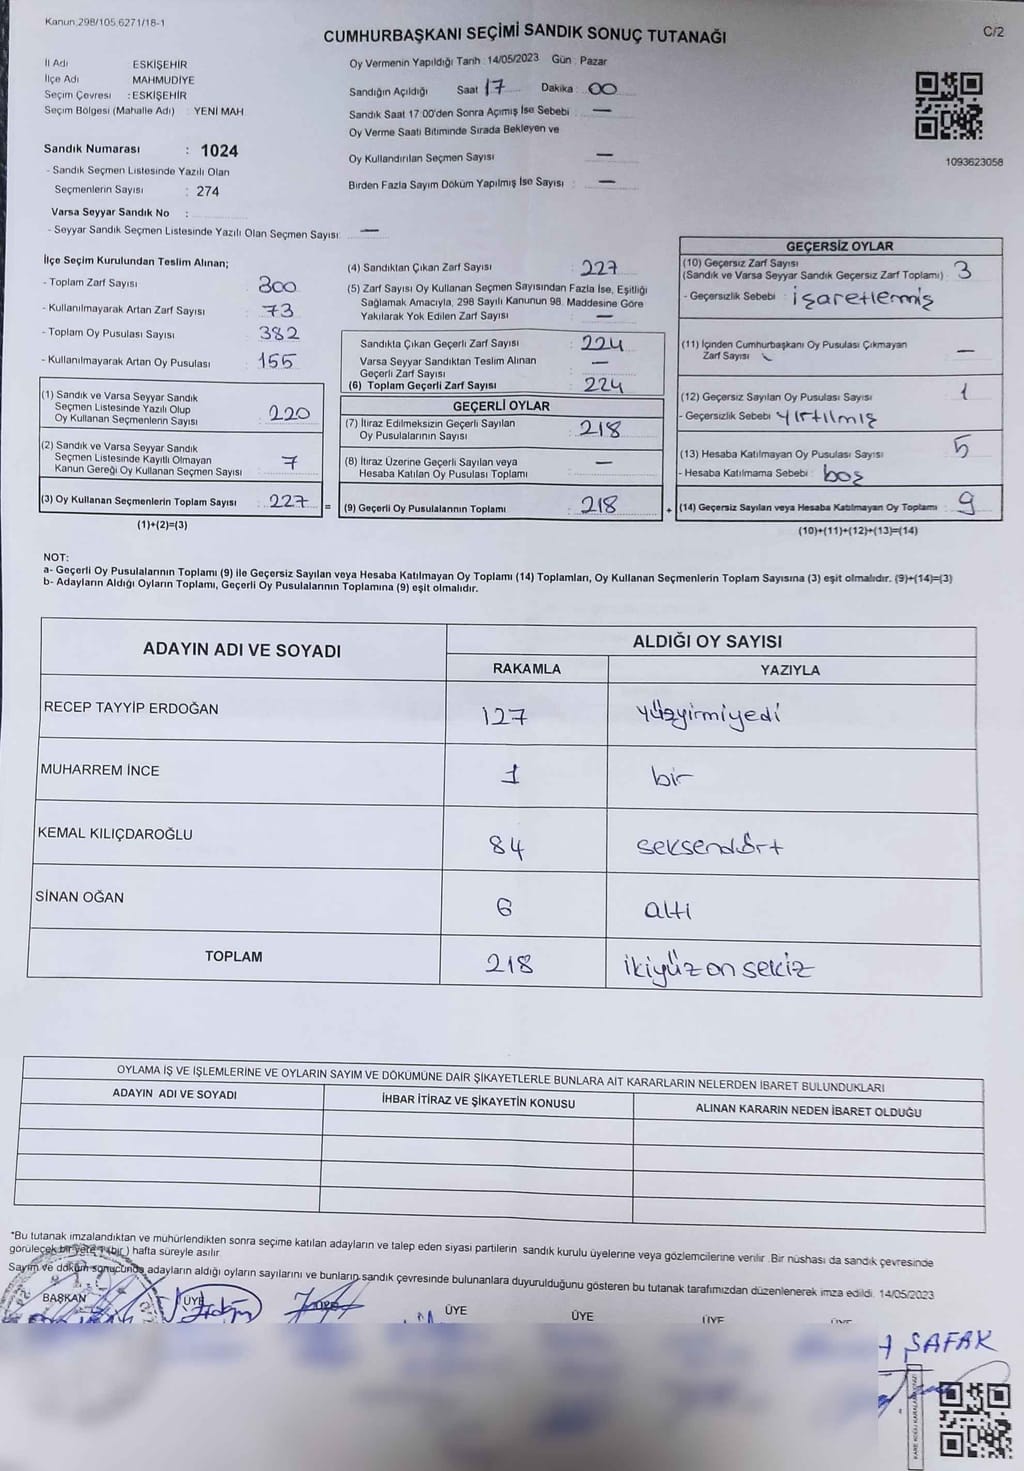 Kanun 298/105,6271/18-1
CUMHURBAŞKANI SEÇİMİ SANDIK SONUÇ TUTANAĞI
C/2
İl Adı ESKİŞEHİR
İlçe Adı MAHMUDİYE
Seçim Çevresi : ESKİŞEHİR
Seçim Bölgesi (Mahalle Adı) : YENİ MAH
Sandık Numarası : 1024
- Sandık Seçmen Listesinde Yazılı Olan
Seçmenlerin Sayısı : 274
Varsa Seyyar Sandık No :
- Seyyar Sandık Seçmen Listesinde Yazılı Olan Seçmen Sayısı: —
Oy Vermenin Yapıldığı Tarih : 14/05/2023 Gün : Pazar
Sandığın Açıldığı Saat 17 Dakika : 00
Sandık Saat 17:00'den Sonra Açımış İse Sebebi : —
Oy Verme Saati Bitiminde Sırada Bekleyen ve
Oy Kullandırılan Seçmen Sayısı —
Birden Fazla Sayım Döküm Yapılmış İse Sayısı : —
1093623058
İlçe Seçim Kurulundan Teslim Alınan;
- Toplam Zarf Sayısı : 300
- Kullanılmayarak Artan Zarf Sayısı : 73
- Toplam Oy Pusulası Sayısı : 382
- Kullanılmayarak Artan Oy Pusulası : 155
(1) Sandık ve Varsa Seyyar Sandık
Seçmen Listesinde Yazılı Olup
Oy Kullanan Seçmenlerin Sayısı : 220
(2) Sandık ve Varsa Seyyar Sandık
Seçmen Listesinde Kayıtlı Olmayan
Kanun Gereği Oy Kullanan Seçmen Sayısı : 7
(3) Oy Kullanan Seçmenlerin Toplam Sayısı : 227
(1)+(2)=(3)
(4) Sandıktan Çıkan Zarf Sayısı : 227
(5) Zarf Sayısı Oy Kullanan Seçmen Sayısından Fazla İse, Eşitliği
Sağlamak Amacıyla, 298 Sayılı Kanunun 98. Maddesine Göre
Yakılarak Yok Edilen Zarf Sayısı : —
Sandıkta Çıkan Geçerli Zarf Sayısı : 224
Varsa Seyyar Sandıktan Teslim Alınan
Geçerli Zarf Sayısı : —
(6) Toplam Geçerli Zarf Sayısı : 224
GEÇERLİ OYLAR
(7) İtiraz Edilmeksizin Geçerli Sayılan
Oy Pusulalarının Sayısı : 218
(8) İtiraz Üzerine Geçerli Sayılan veya
Hesaba Katılan Oy Pusulası Toplamı : —
= (9) Geçerli Oy Pusulalarının Toplamı : 218
GEÇERSİZ OYLAR
(10) Geçersiz Zarf Sayısı
(Sandık ve Varsa Seyyar Sandık Geçersiz Zarf Toplamı) : 3
- Geçersizlik Sebebi : işaretlemiş
(11) İçinden Cumhurbaşkanı Oy Pusulası Çıkmayan
Zarf Sayısı : —
(12) Geçersiz Sayılan Oy Pusulası Sayısı : 1
- Geçersizlik Sebebi yırtılmış
(13) Hesaba Katılmayan Oy Pusulası Sayısı : 5
- Hesaba Katılmama Sebebi : boş
+ (14) Geçersiz Sayılan veya Hesaba Katılmayan Oy Toplamı : 9
(10)+(11)+(12)+(13)=(14)
NOT:
a- Geçerli Oy Pusulalarının Toplamı (9) ile Geçersiz Sayılan veya Hesaba Katılmayan Oy Toplamı (14) Toplamları, Oy Kullanan Seçmenlerin Toplam Sayısına (3) eşit olmalıdır. (9)+(14)=(3)
b- Adayların Aldığı Oyların Toplamı, Geçerli Oy Pusulalarının Toplamına (9) eşit olmalıdır.
ADAYIN ADI VE SOYADI ALDIĞI OY SAYISI
RAKAMLA YAZIYLA
RECEP TAYYİP ERDOĞAN 127 yüzyirmiyedi
MUHARREM İNCE 1 bir
KEMAL KILIÇDAROĞLU 84 seksendört
SİNAN OĞAN 6 altı
TOPLAM 218 ikiyüz on sekiz
OYLAMA İŞ VE İŞLEMLERİNE VE OYLARIN SAYIM VE DÖKÜMÜNE DAİR ŞİKAYETLERLE BUNLARA AİT KARARLARIN NELERDEN İBARET BULUNDUKLARI
ADAYIN ADI VE SOYADI İHBAR İTİRAZ VE ŞİKAYETİN KONUSU ALINAN KARARIN NEDEN İBARET OLDUĞU
*Bu tutanak imzalandıktan ve mühürlendikten sonra seçime katılan adayların ve talep eden siyasi partilerin sandık kurulu üyelerine veya gözlemcilerine verilir. Bir nüshası da sandık çevresinde
görülecek bir yere 1 (bir) hafta süreyle asılır.
Sayım ve döküm sonucunda adayların aldığı oyların sayılarını ve bunların sandık çevresinde bulunanlara duyurulduğunu gösteren bu tutanak tarafımızdan düzenlenerek imza edildi. 14/05/2023
BAŞKAN ÜYE ÜYE ÜYE ÜYE
ŞAFAK